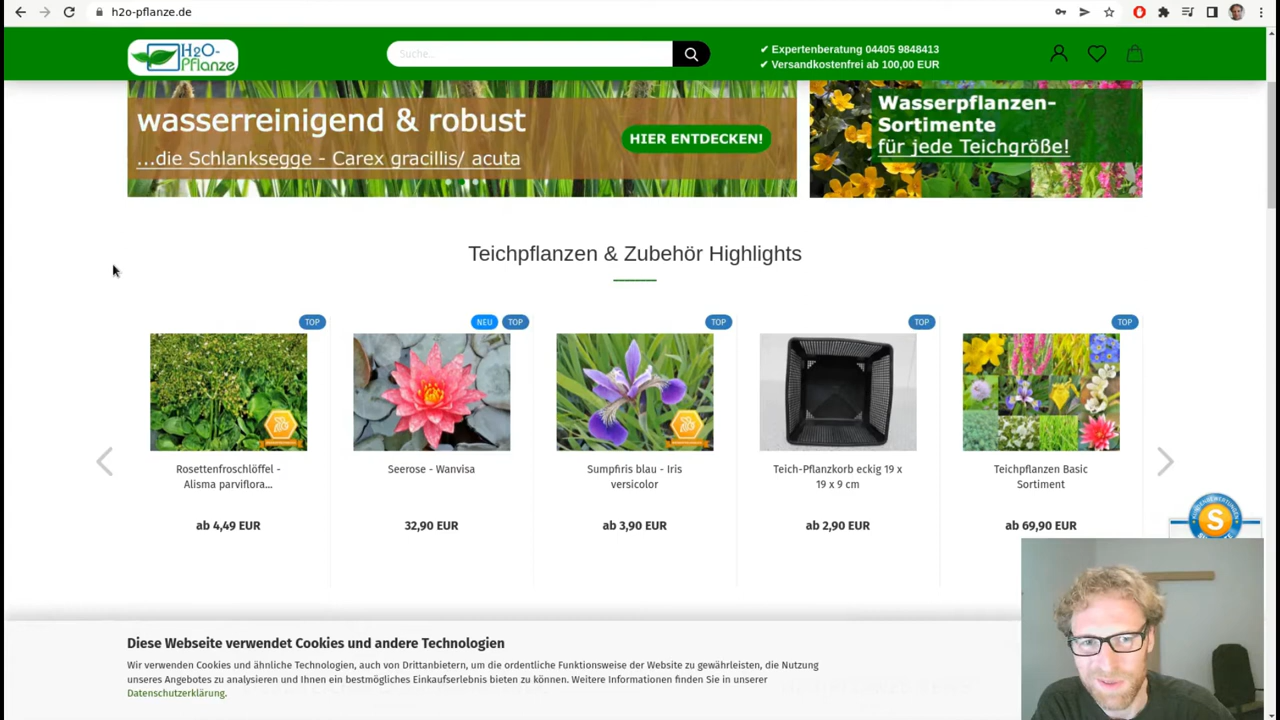 h2o-pflanze.de
H2O-
Pflanze
Suche...
✔ Expertenberatung 04405 9848413
✔ Versandkostenfrei ab 100,00 EUR
wasserreinigend & robust
...die Schlanksegge - Carex gracillis/ acuta
HIER ENTDECKEN!
Wasserpflanzen-
Sortimente
für jede Teichgröße!
Teichpflanzen & Zubehör Highlights
TOP
NEU TOP
TOP
TOP
TOP
Rosettenfroschlöffel -
Alisma parviflora...
ab 4,49 EUR
Seerose - Wanvisa
32,90 EUR
Sumpfiris blau - Iris
versicolor
ab 3,90 EUR
Teich-Pflanzkorb eckig 19 x
19 x 9 cm
ab 2,90 EUR
Teichpflanzen Basic
Sortiment
ab 69,90 EUR
S
Diese Webseite verwendet Cookies und andere Technologien
Wir verwenden Cookies und ähnliche Technologien, auch von Drittanbietern, um die ordentliche Funktionsweise der Website zu gewährleisten, die Nutzung
unseres Angebotes zu analysieren und Ihnen ein bestmögliches Einkaufserlebnis bieten zu können. Weitere Informationen finden Sie in unserer
Datenschutzerklärung.